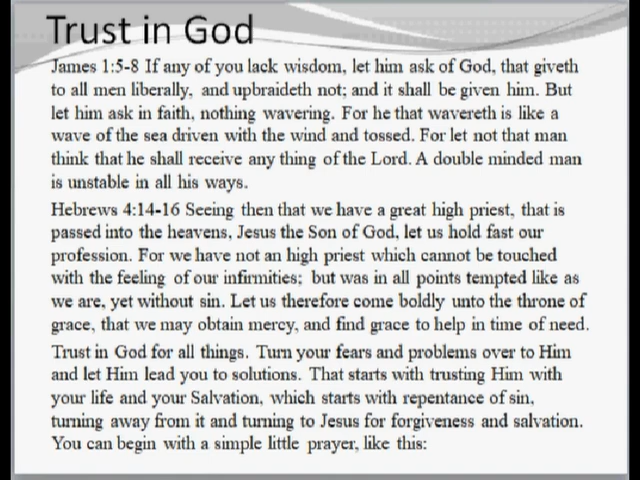 Trust in God
James 1:5-8 If any of you lack wisdom, let him ask of God, that giveth
to all men liberally, and upbraideth not; and it shall be given him. But
let him ask in faith, nothing wavering. For he that wavereth is like a
wave of the sea driven with the wind and tossed. For let not that man
think that he shall receive any thing of the Lord. A double minded man
is unstable in all his ways.
Hebrews 4:14-16 Seeing then that we have a great high priest, that is
passed into the heavens, Jesus the Son of God, let us hold fast our
profession. For we have not an high priest which cannot be touched
with the feeling of our infirmities; but was in all points tempted like as
we are, yet without sin. Let us therefore come boldly unto the throne of
grace, that we may obtain mercy, and find grace to help in time of need.
Trust in God for all things. Turn your fears and problems over to Him
and let Him lead you to solutions. That starts with trusting Him with
your life and your Salvation, which starts with repentance of sin,
turning away from it and turning to Jesus for forgiveness and salvation.
You can begin with a simple little prayer, like this: